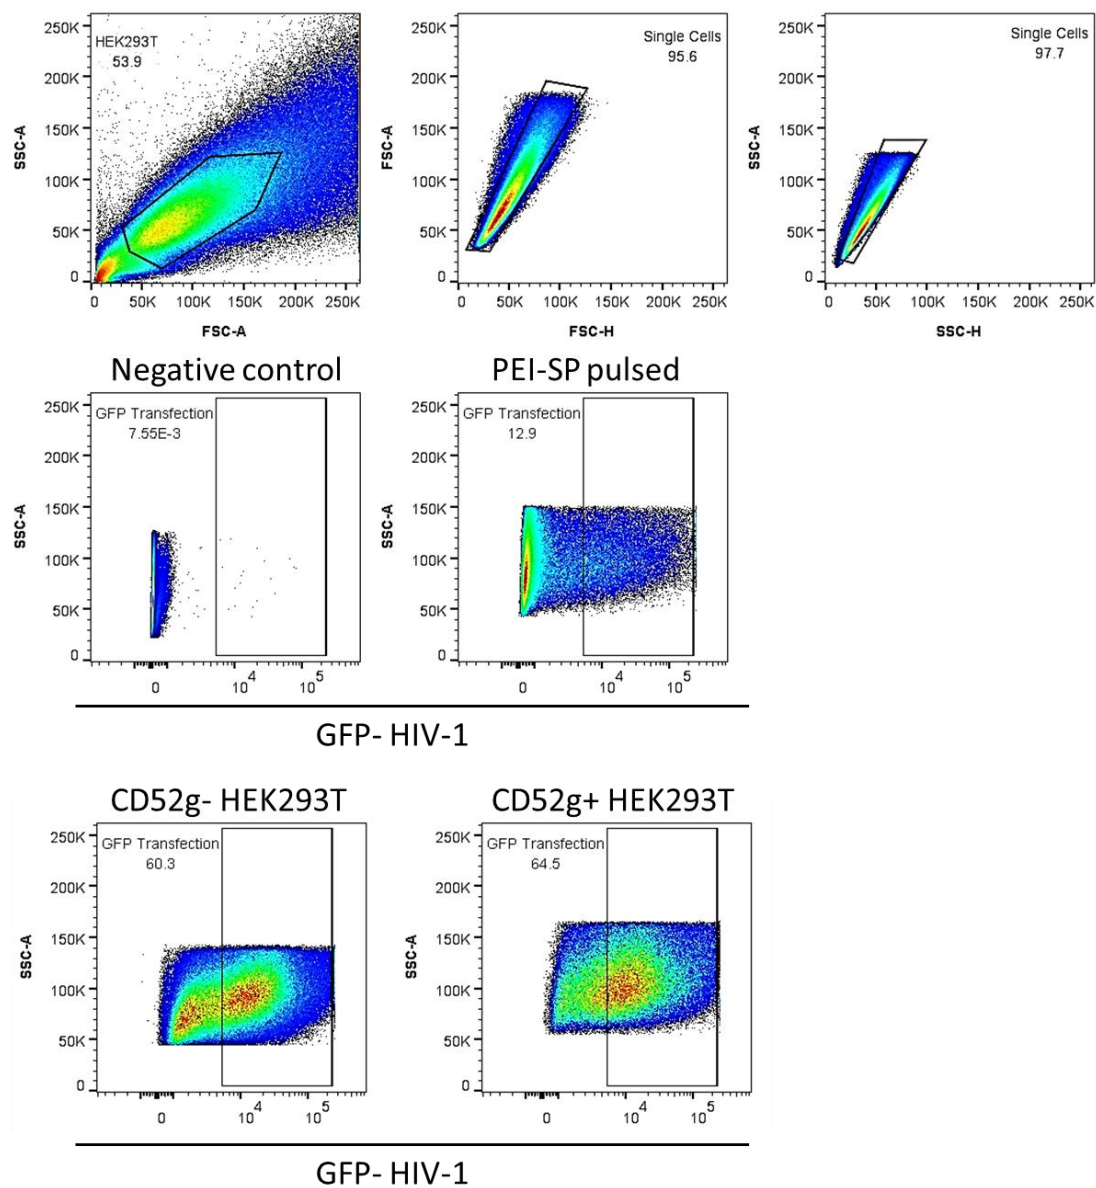 HEK293T
53.9
250K
200K
150K
100K
50K
0
SSC-A
0 50K 100K 150K 200K 250K
FSC-A
Single Cells
95.6
250K
200K
150K
100K
50K
0
FSC-A
0 50K 100K 150K 200K 250K
FSC-H
Single Cells
97.7
250K
200K
150K
100K
50K
0
SSC-A
0 50K 100K 150K 200K 250K
SSC-H
Negative control
GFP Transfection
7.55E-3
250K
200K
150K
100K
50K
0
SSC-A
0 10^4 10^5
PEI-SP pulsed
GFP Transfection
12.9
250K
200K
150K
100K
50K
0
SSC-A
0 10^4 10^5
GFP- HIV-1
CD52g- HEK293T
GFP Transfection
60.3
250K
200K
150K
100K
50K
0
SSC-A
0 10^4 10^5
CD52g+ HEK293T
GFP Transfection
64.5
250K
200K
150K
100K
50K
0
SSC-A
0 10^4 10^5
GFP- HIV-1